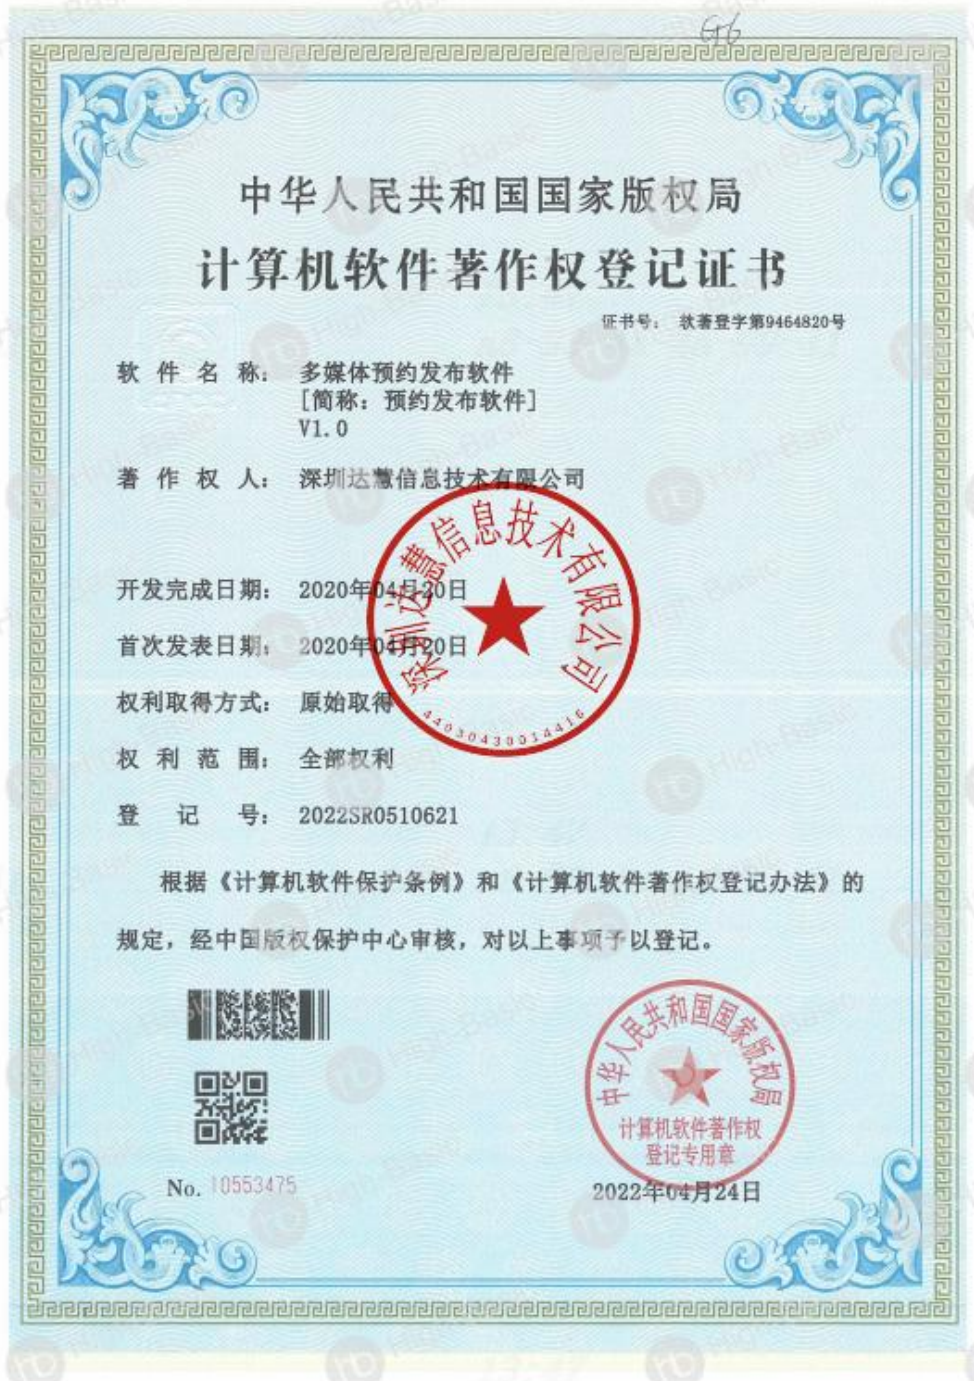 G6
中华人民共和国国家版权局
计算机软件著作权登记证书
证书号： 软著登字第9464820号
软件名称： 多媒体预约发布软件
[简称：预约发布软件]
V1.0
著作权人： 深圳达慧信息技术有限公司
深圳达慧信息技术有限公司
开发完成日期： 2020年04月20日
首次发表日期： 2020年04月20日
权利取得方式： 原始取得
44030430014416
权利范围： 全部权利
登记号： 2022SR0510621
根据《计算机软件保护条例》和《计算机软件著作权登记办法》的
规定，经中国版权保护中心审核，对以上事项予以登记。
中华人民共和国国家版权局
计算机软件著作权
登记专用章
No. 10553475
2022年04月24日
High-Basic